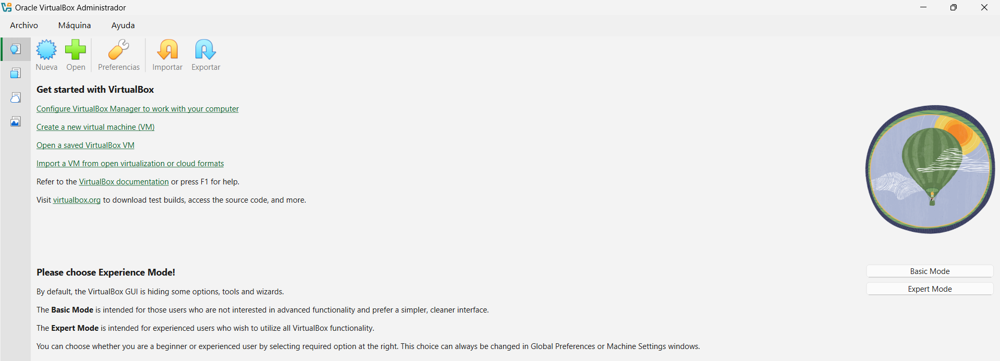 Oracle VirtualBox Administrador
Archivo Máquina Ayuda
Nueva Open Preferencias Importar Exportar
Get started with VirtualBox
Configure VirtualBox Manager to work with your computer
Create a new virtual machine (VM)
Open a saved VirtualBox VM
Import a VM from open virtualization or cloud formats
Refer to the VirtualBox documentation or press F1 for help.
Visit virtualbox.org to download test builds, access the source code, and more.
Please choose Experience Mode!
By default, the VirtualBox GUI is hiding some options, tools and wizards.
The Basic Mode is intended for those users who are not interested in advanced functionality and prefer a simpler, cleaner interface.
The Expert Mode is intended for experienced users who wish to utilize all VirtualBox functionality.
You can choose whether you are a beginner or experienced user by selecting required option at the right. This choice can always be changed in Global Preferences or Machine Settings windows.
Basic Mode
Expert Mode